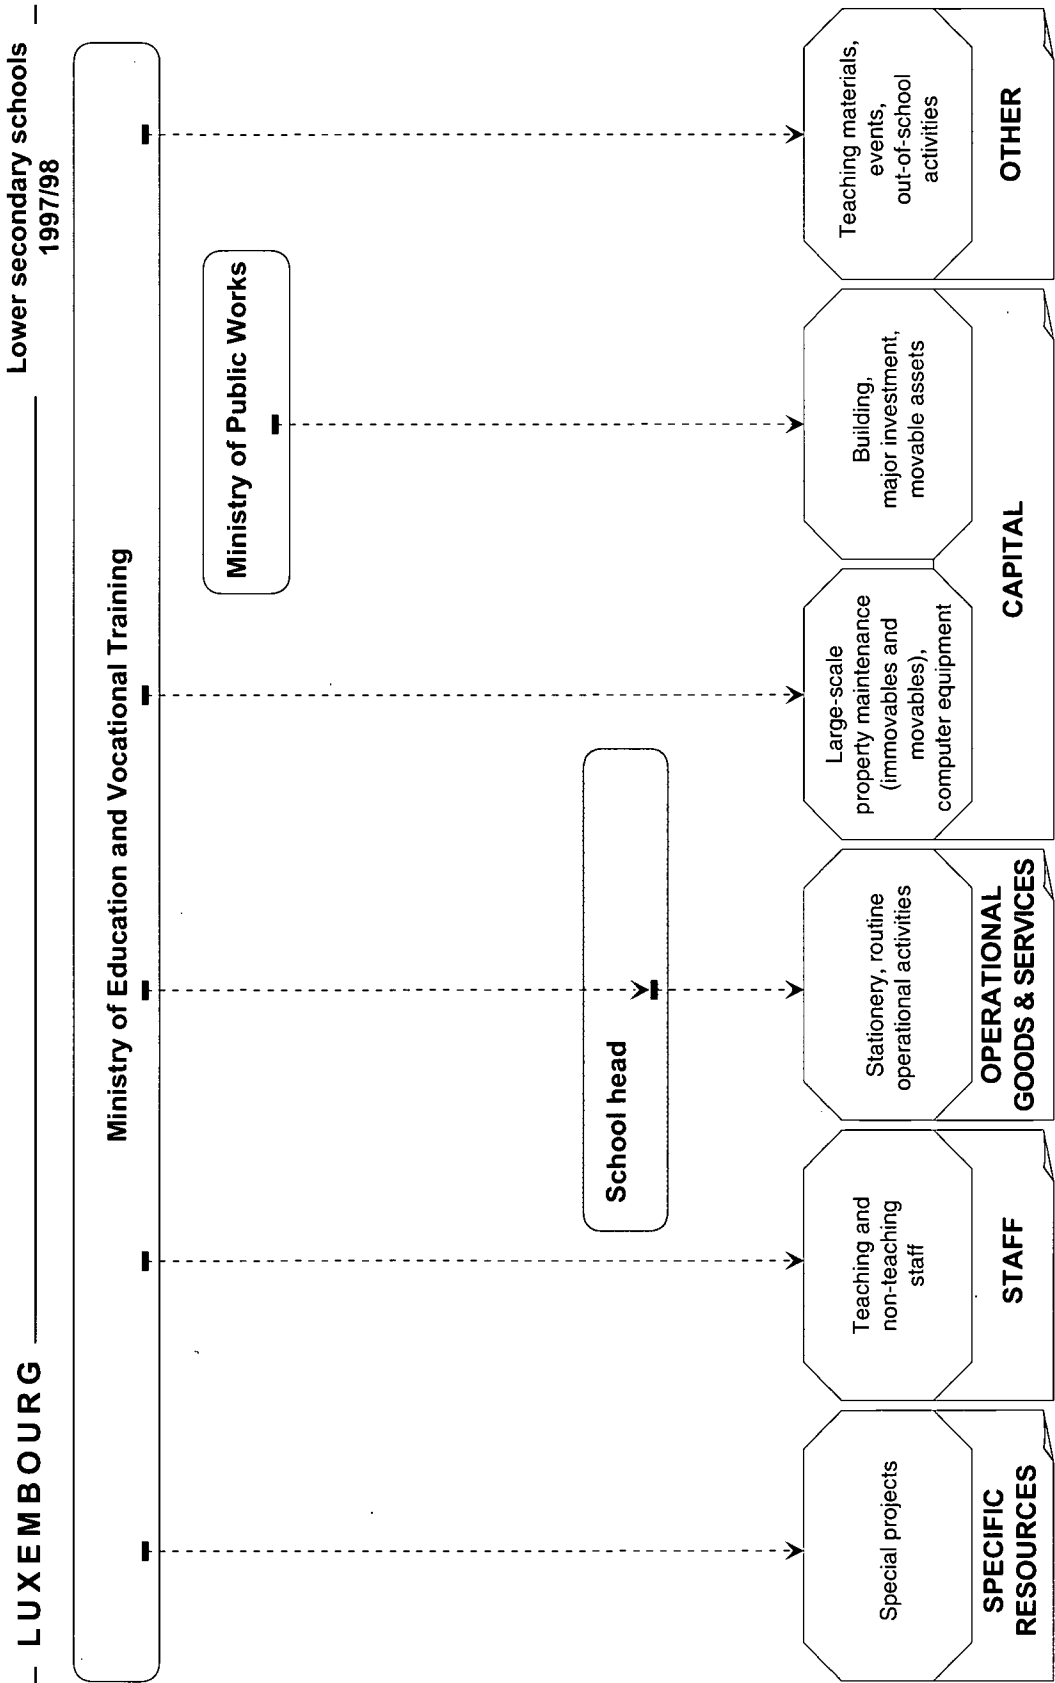 LUXEMBOURG
Lower secondary schools
1997/98
Ministry of Education and Vocational Training
Ministry of Public Works
School head
Special projects
SPECIFIC
RESOURCES
Teaching and
non-teaching
staff
STAFF
Stationery, routine
operational activities
OPERATIONAL
GOODS & SERVICES
Large-scale
property maintenance
(immovables and
movables),
computer equipment
Building,
major investment,
movable assets
CAPITAL
Teaching materials,
events,
out-of-school
activities
OTHER